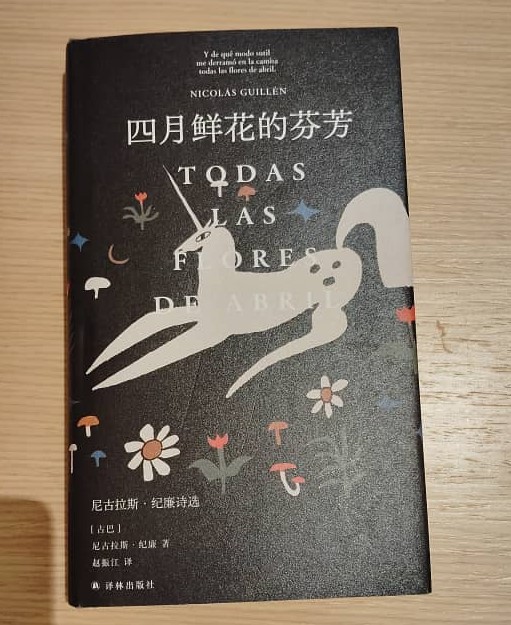 Y de qué modo sutil
me derramó en la camisa
todas las flores de abril.
NICOLÁS GUILLÉN
四月鲜花的芬芳
TODAS
LAS
FLORES
DE ABRIL
尼古拉斯·纪廉诗选
[古巴]
尼古拉斯·纪廉 著
赵振江 译
译林出版社